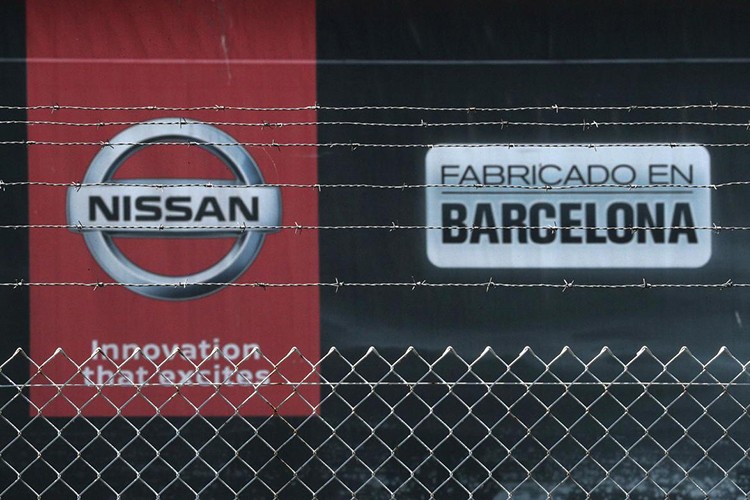 NISSAN
Innovation
that excites
FABRICADO EN
BARCELONA